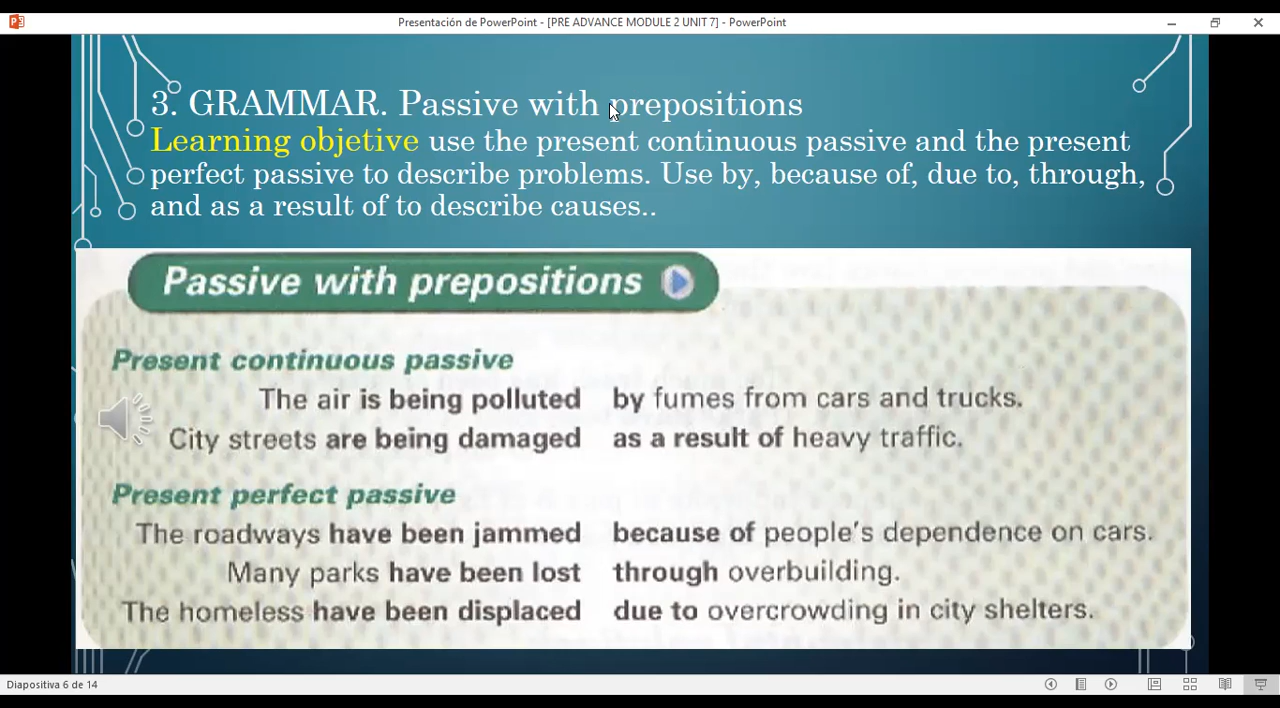 Presentación de PowerPoint - [PRE ADVANCE MODULE 2 UNIT 7] - PowerPoint
3. GRAMMAR. Passive with prepositions
Learning objetive use the present continuous passive and the present
perfect passive to describe problems. Use by, because of, due to, through,
and as a result of to describe causes..
Passive with prepositions
Present continuous passive
The air is being polluted by fumes from cars and trucks.
City streets are being damaged as a result of heavy traffic.
Present perfect passive
The roadways have been jammed because of people's dependence on cars.
Many parks have been lost through overbuilding.
The homeless have been displaced due to overcrowding in city shelters.
Diapositiva 6 de 14